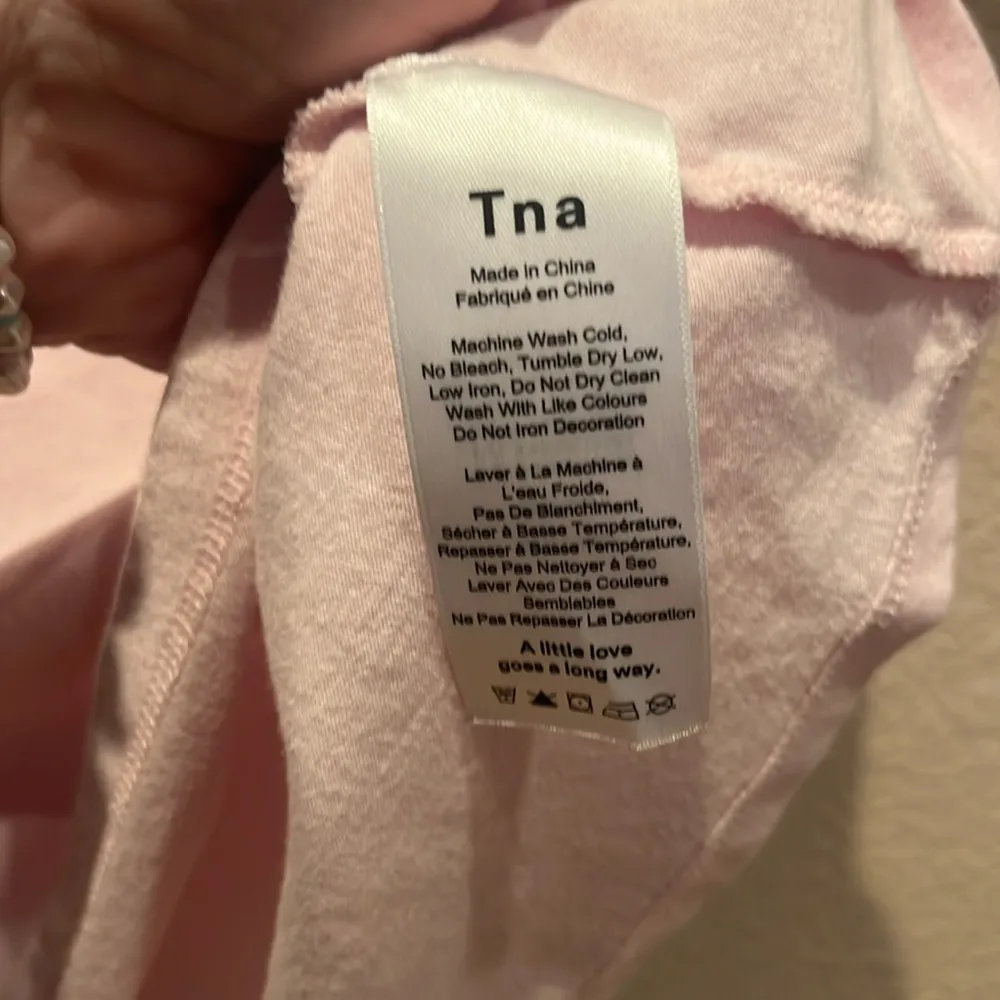 Tna
Made in China
Fabriqué en Chine
Machine Wash Cold,
No Bleach, Tumble Dry Low,
Low Iron, Do Not Dry Clean
Wash With Like Colours
Do Not Iron Decoration
Laver à La Machine à
L'eau Froide,
Pas De Blanchiment,
Sécher à Basse Température,
Repasser à Basse Température,
Ne Pas Nettoyer à Sec
Laver Avec Des Couleurs
Semblables
Ne Pas Repasser La Décoration
A little love
goes a long way.